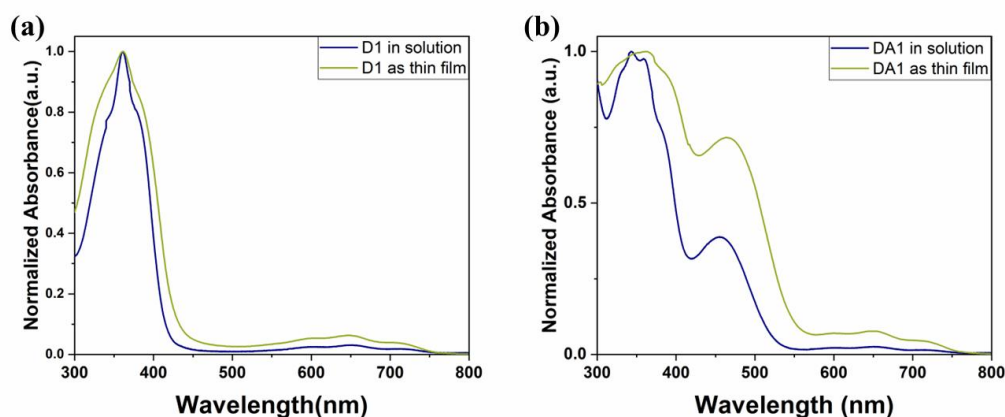 (a)
D1 in solution
D1 as thin film
Normalized Absorbance(a.u.)
1.0
0.8
0.6
0.4
0.2
0.0
300 400 500 600 700 800
Wavelength(nm)
(b)
DA1 in solution
DA1 as thin film
Normalized Absorbance (a.u.)
1.0
0.5
0.0
300 400 500 600 700 800
Wavelength (nm)